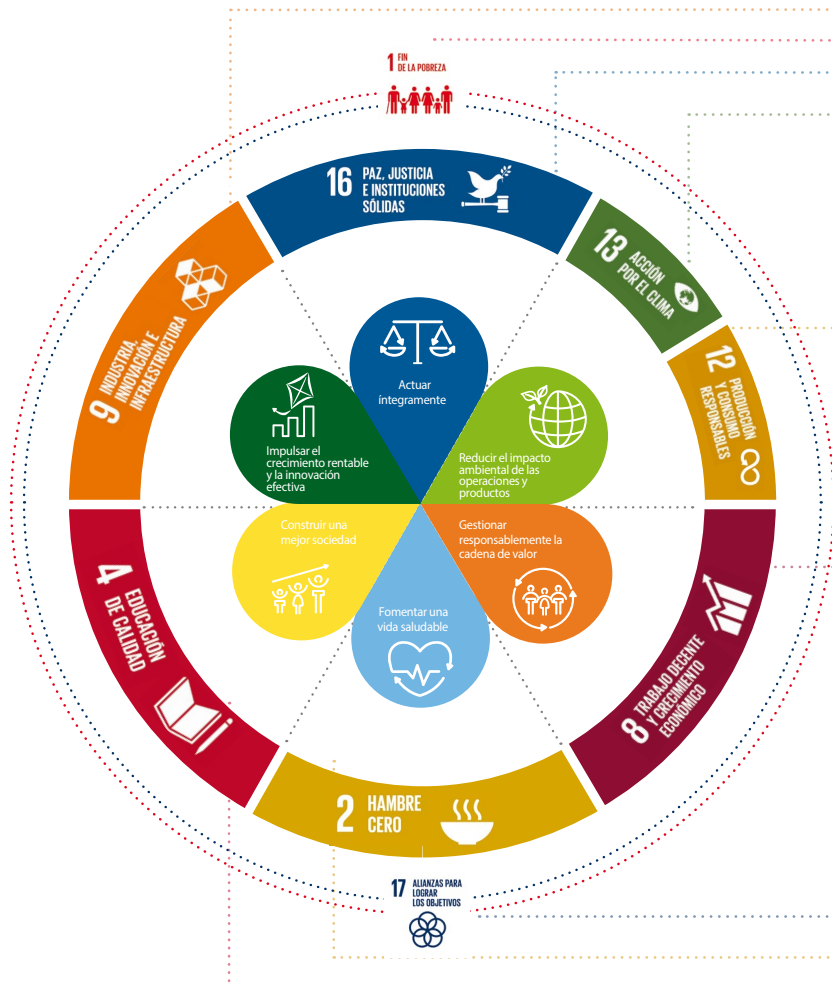 1 FIN
DE LA POBREZA
16 PAZ, JUSTICIA
E INSTITUCIONES
SÓLIDAS
13 ACCIÓN
POR EL CLIMA
12 PRODUCCIÓN
Y CONSUMO
RESPONSABLES
9 INDUSTRIA,
INNOVACIÓN E
INFRAESTRUCTURA
Actuar
íntegramente
Impulsar el
crecimiento rentable
y la innovación
efectiva
Reducir el impacto
ambiental de las
operaciones y
productos
Construir una
mejor sociedad
Gestionar
responsablemente la
cadena de valor
Fomentar una
vida saludable
4 EDUCACIÓN
DE CALIDAD
8 TRABAJO DECENTE
Y CRECIMIENTO
ECONÓMICO
2 HAMBRE
CERO
17 ALIANZAS PARA
LOGRAR
LOS OBJETIVOS